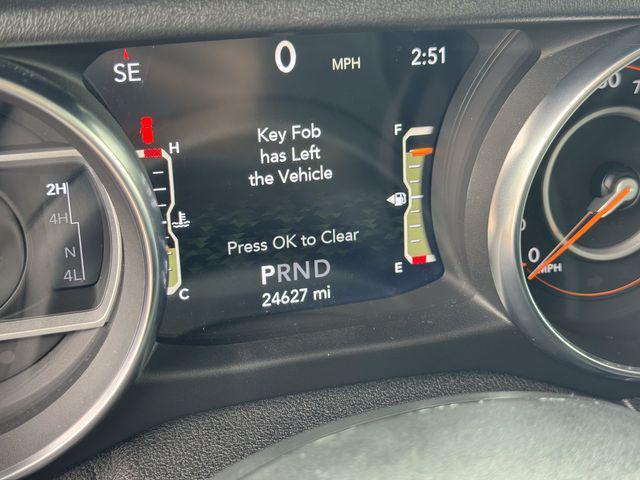 SE 0 MPH 2:51
H
F
Key Fob
has Left
the Vehicle
2H
4H
N
4L
Press OK to Clear
C
E
PRND
24627 mi
0
MPH